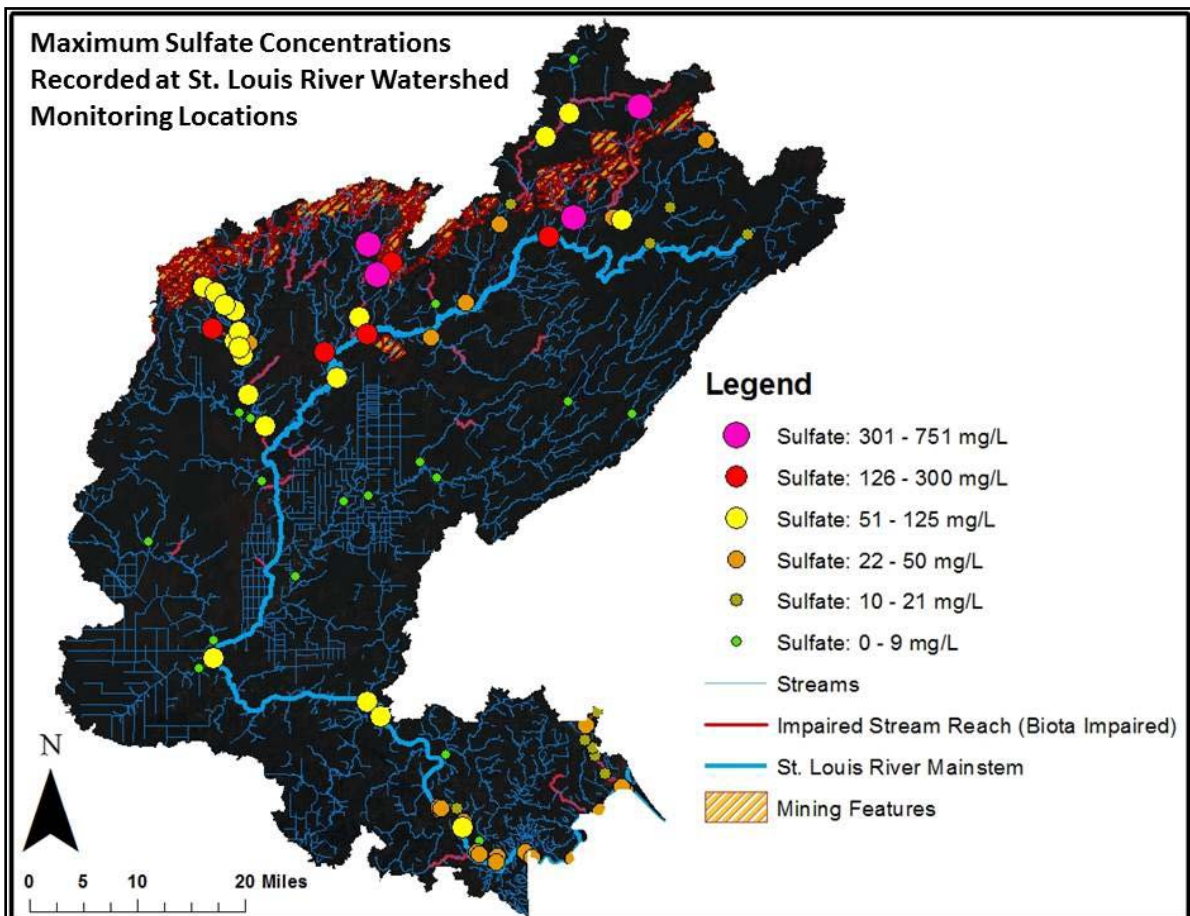 Maximum Sulfate Concentrations
Recorded at St. Louis River Watershed
Monitoring Locations
Legend
Sulfate: 301 - 751 mg/L
Sulfate: 126 - 300 mg/L
Sulfate: 51 - 125 mg/L
Sulfate: 22 - 50 mg/L
Sulfate: 10 - 21 mg/L
Sulfate: 0 - 9 mg/L
Streams
Impaired Stream Reach (Biota Impaired)
St. Louis River Mainstem
Mining Features
N
0 5 10 20 Miles